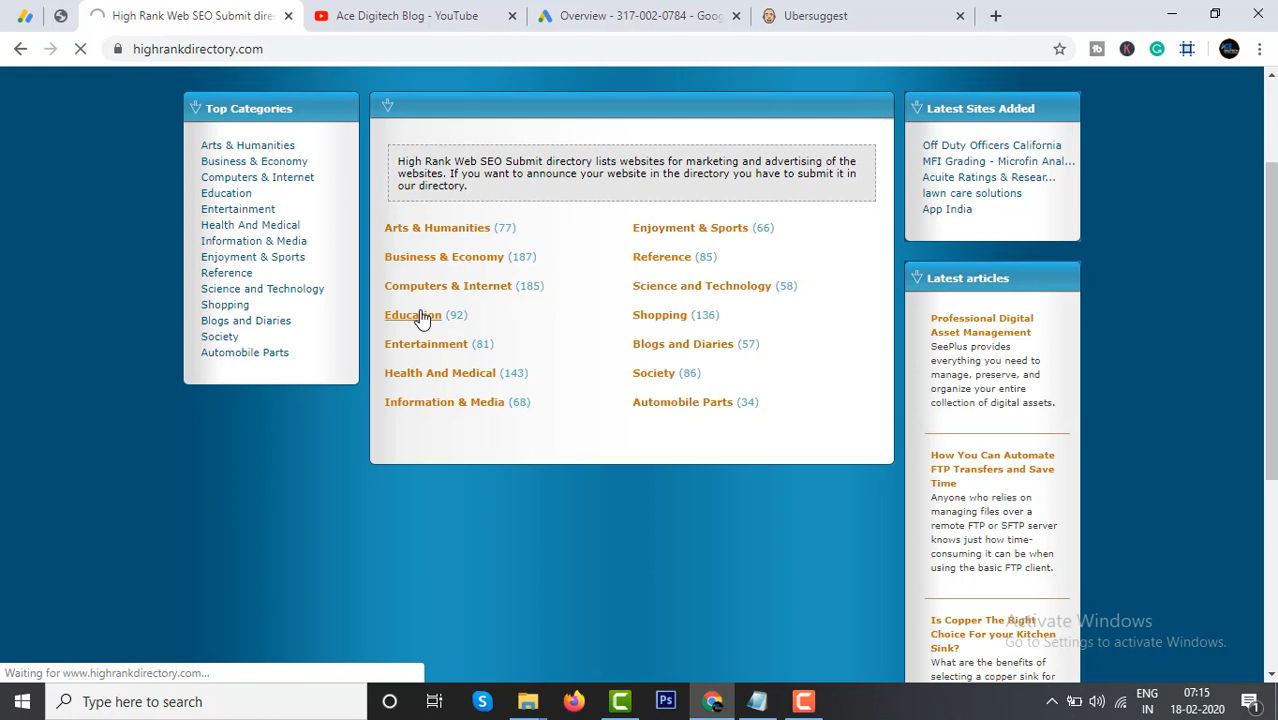 High Rank Web SEO Submit dire
Ace Digitech Blog - YouTube
Overview - 317-002-0784 - Goog
Ubersuggest
highrankdirectory.com
Top Categories
Arts & Humanities
Business & Economy
Computers & Internet
Education
Entertainment
Health And Medical
Information & Media
Enjoyment & Sports
Reference
Science and Technology
Shopping
Blogs and Diaries
Society
Automobile Parts
High Rank Web SEO Submit directory lists websites for marketing and advertising of the
websites. If you want to announce your website in the directory you have to submit it in
our directory.
Arts & Humanities (77)
Business & Economy (187)
Computers & Internet (185)
Education (92)
Entertainment (81)
Health And Medical (143)
Information & Media (68)
Enjoyment & Sports (66)
Reference (85)
Science and Technology (58)
Shopping (136)
Blogs and Diaries (57)
Society (86)
Automobile Parts (34)
Latest Sites Added
Off Duty Officers California
MFI Grading - Microfin Anal...
Acuite Ratings & Resear...
lawn care solutions
App India
Latest articles
Professional Digital
Asset Management
SeePlus provides
everything you need to
manage, preserve, and
organize your entire
collection of digital assets.
How You Can Automate
FTP Transfers and Save
Time
Anyone who relies on
managing files over a
remote FTP or SFTP server
knows just how time-
consuming it can be when
using the basic FTP client.
Is Copper The Right
Choice For your Kitchen
Sink?
What are the benefits of
selecting a copper sink for
Activate Windows
Go to Settings to activate Windows.
Waiting for www.highrankdirectory.com...
Type here to search
Ps
ENG
IN
07:15
18-02-2020
1